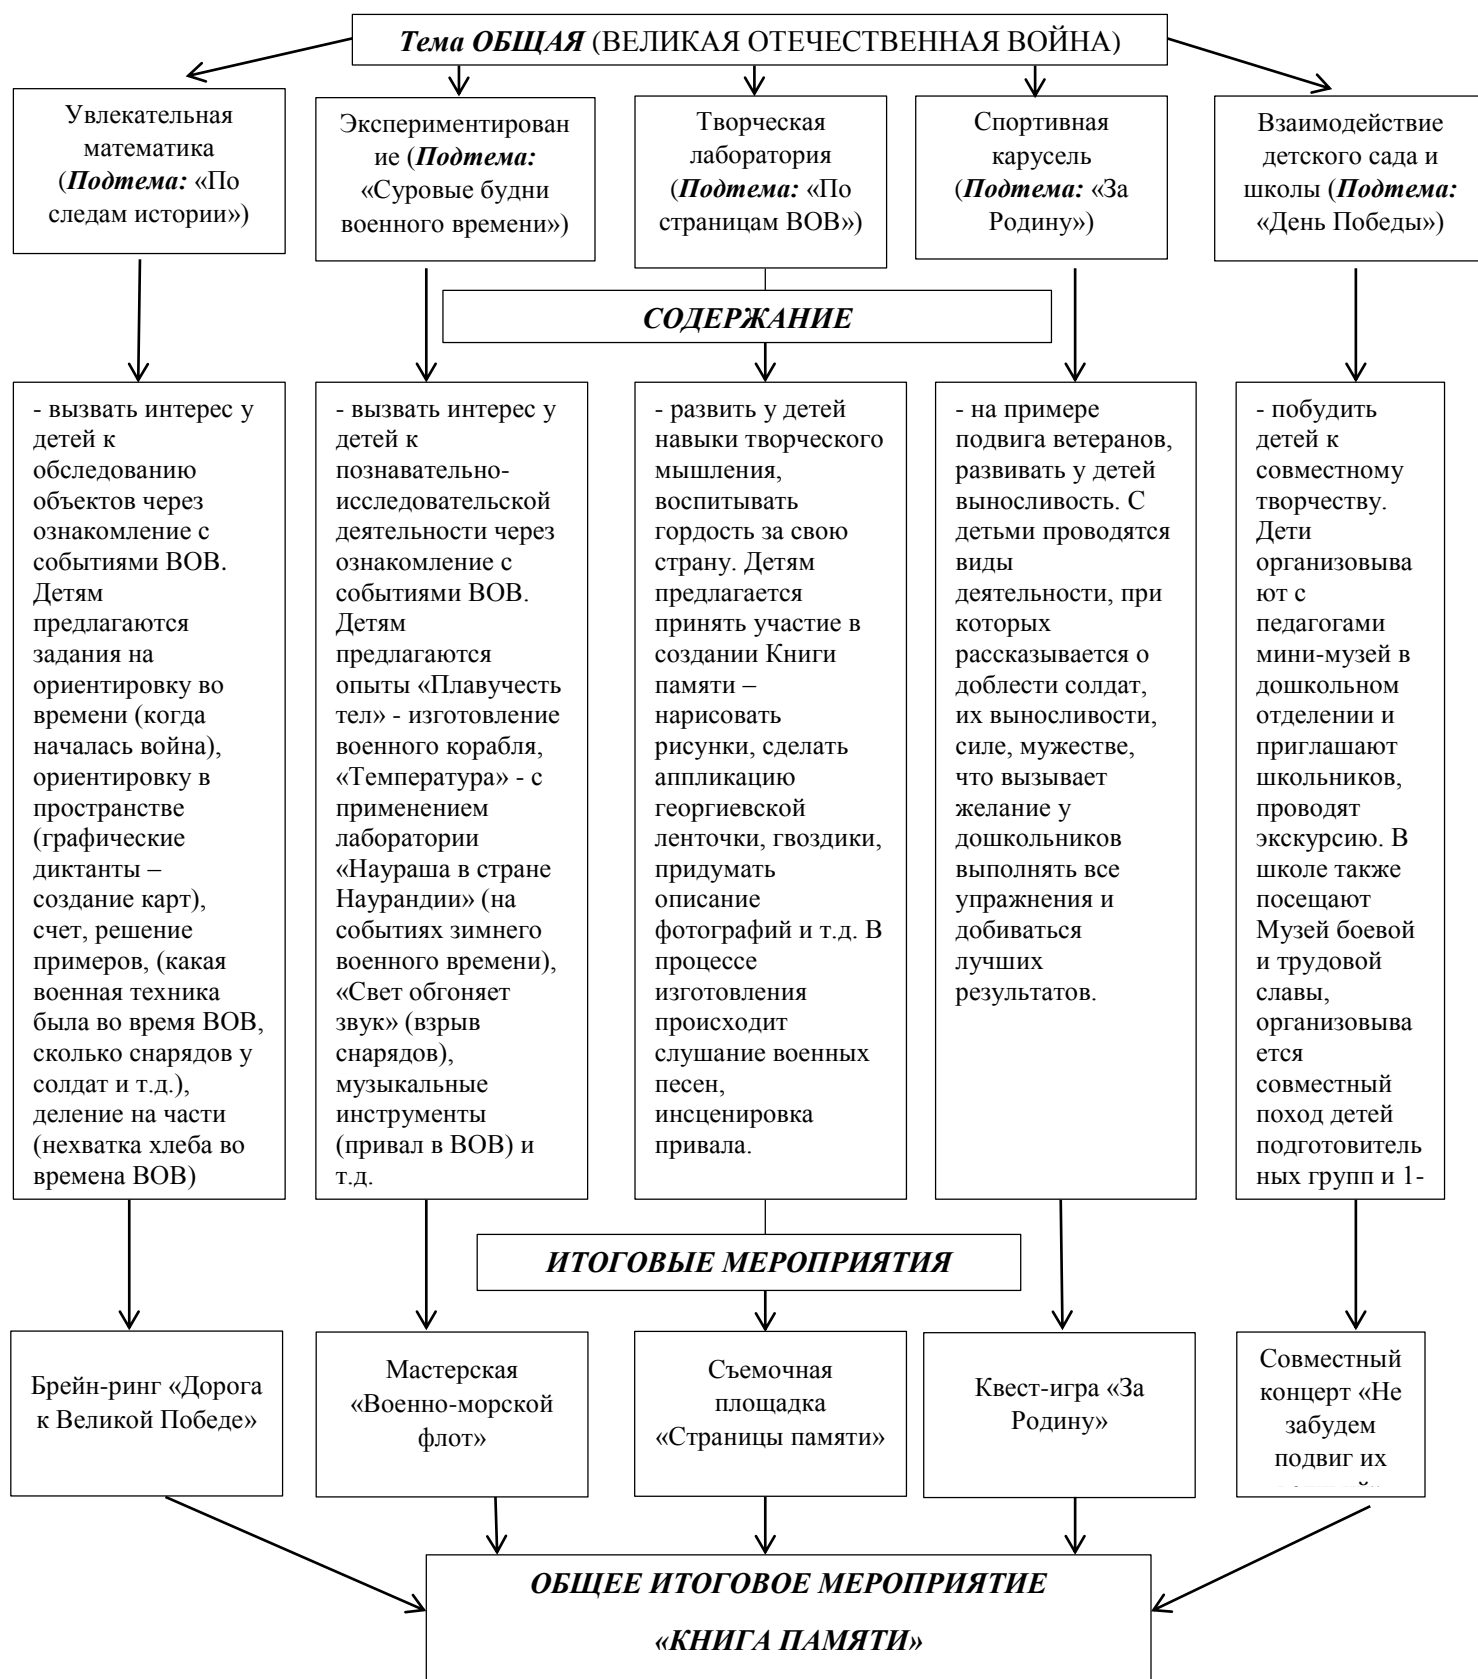 Тема ОБЩАЯ (ВЕЛИКАЯ ОТЕЧЕСТВЕННАЯ ВОЙНА)
Увлекательная
математика
(Подтема: «По
следам истории»)
Экспериментирован
ие (Подтема:
«Суровые будни
военного времени»)
Творческая
лаборатория
(Подтема: «По
страницам ВОВ»)
Спортивная
карусель
(Подтема: «За
Родину»)
Взаимодействие
детского сада и
школы (Подтема:
«День Победы»)
СОДЕРЖАНИЕ
- вызвать интерес у
детей к
обследованию
объектов через
ознакомление с
событиями ВОВ.
Детям
предлагаются
задания на
ориентировку во
времени (когда
началась война),
ориентировку в
пространстве
(графические
диктанты –
создание карт),
счет, решение
примеров, (какая
военная техника
была во время ВОВ,
сколько снарядов у
солдат и т.д.),
деление на части
(нехватка хлеба во
времена ВОВ)
- вызвать интерес у
детей к
познавательно-
исследовательской
деятельности через
ознакомление с
событиями ВОВ.
Детям
предлагаются
опыты «Плавучесть
тел» - изготовление
военного корабля,
«Температура» - с
применением
лаборатории
«Наураша в стране
Наурандии» (на
событиях зимнего
военного времени),
«Свет обгоняет
звук» (взрыв
снарядов),
музыкальные
инструменты
(привал в ВОВ) и
т.д.
- развить у детей
навыки творческого
мышления,
воспитывать
гордость за свою
страну. Детям
предлагается
принять участие в
создании Книги
памяти –
нарисовать
рисунки, сделать
аппликацию
георгиевской
ленточки, гвоздики,
придумать
описание
фотографий и т.д. В
процессе
изготовления
происходит
слушание военных
песен,
инсценировка
привала.
- на примере
подвига ветеранов,
развивать у детей
выносливость. С
детьми проводятся
виды
деятельности, при
которых
рассказывается о
доблести солдат,
их выносливости,
силе, мужестве,
что вызывает
желание у
дошкольников
выполнять все
упражнения и
добиваться
лучших
результатов.
- побудить
детей к
совместному
творчеству.
Дети
организовыва
ют с
педагогами
мини-музей в
дошкольном
отделении и
приглашают
школьников,
проводят
экскурсию. В
школе также
посещают
Музей боевой
и трудовой
славы,
организовыва
ется
совместный
поход детей
подготовитель
ных групп и 1-
ИТОГОВЫЕ МЕРОПРИЯТИЯ
Брейн-ринг «Дорога
к Великой Победе»
Мастерская
«Военно-морской
флот»
Съемочная
площадка
«Страницы памяти»
Квест-игра «За
Родину»
Совместный
концерт «Не
забудем
подвиг их
ОБЩЕЕ ИТОГОВОЕ МЕРОПРИЯТИЕ
«КНИГА ПАМЯТИ»